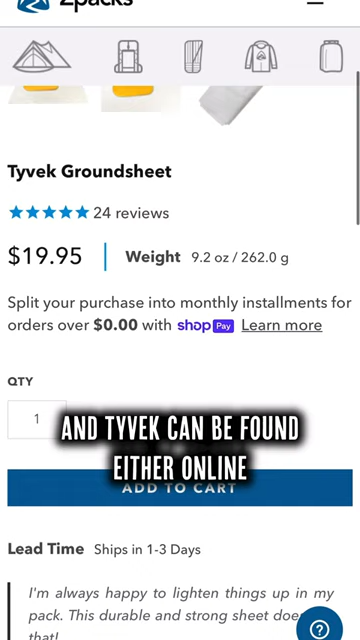 Zpacks
Tyvek Groundsheet
24 reviews
$19.95 Weight 9.2 oz / 262.0 g
Split your purchase into monthly installments for
orders over $0.00 with shop Pay Learn more
QTY
1
AND TYVEK CAN BE FOUND
EITHER ONLINE
ADD TO CART
Lead Time Ships in 1-3 Days
I'm always happy to lighten things up in my
pack. This durable and strong sheet does
that!
?